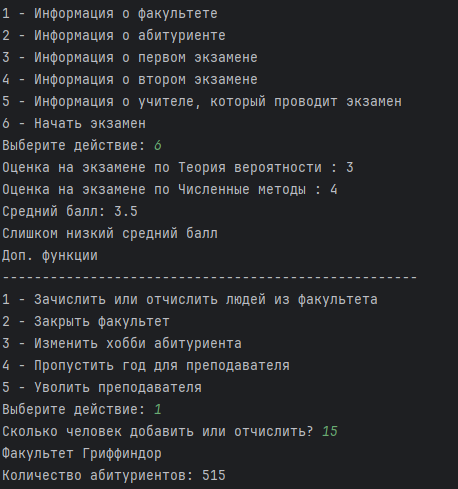 1 - Информация о факультете
2 - Информация о абитуриенте
3 - Информация о первом экзамене
4 - Информация о втором экзамене
5 - Информация о учителе, который проводит экзамен
6 - Начать экзамен
Выберите действие: 6
Оценка на экзамене по Теория вероятности : 3
Оценка на экзамене по Численные методы : 4
Средний балл: 3.5
Слишком низкий средний балл
Доп. функции
----------------------------------------------------
1 - Зачислить или отчислить людей из факультета
2 - Закрыть факультет
3 - Изменить хобби абитуриента
4 - Пропустить год для преподавателя
5 - Уволить преподавателя
Выберите действие: 1
Сколько человек добавить или отчислить? 15
Факультет Гриффиндор
Количество абитуриентов: 515